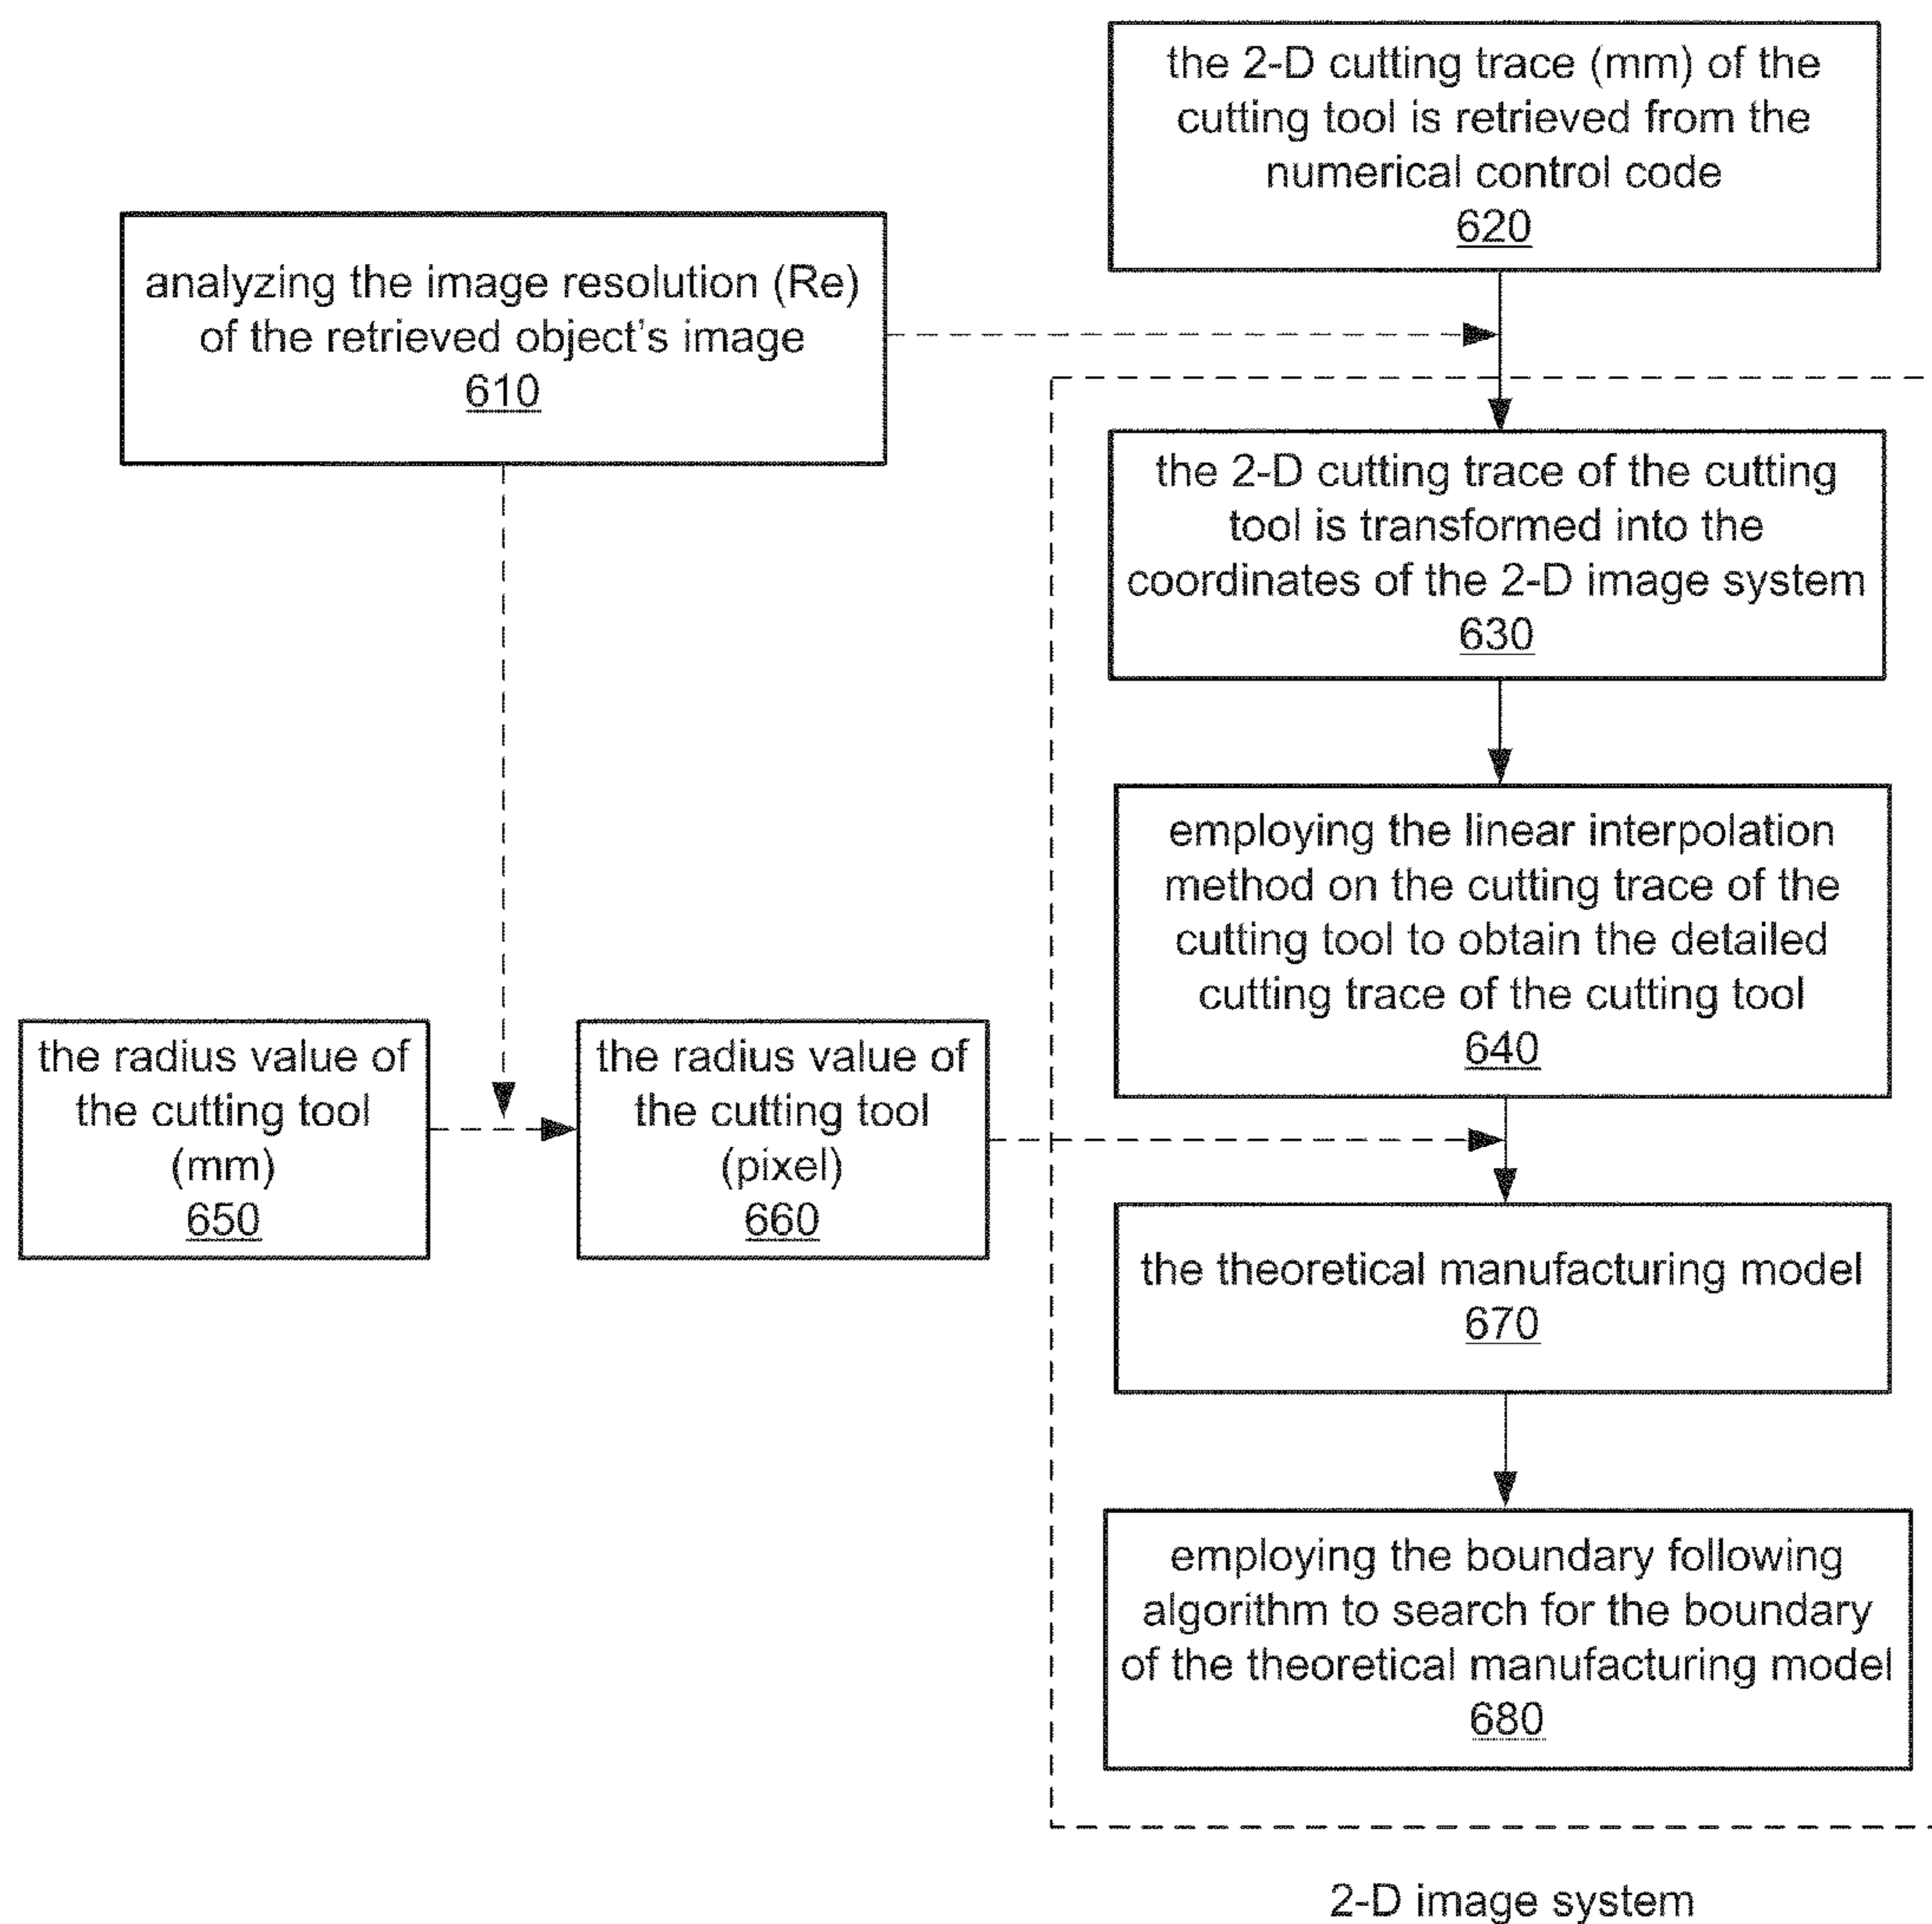 the 2-D cutting trace (mm) of the
cutting tool is retrieved from the
numerical control code
620
analyzing the image resolution (Re)
of the retrieved object's image
610
the 2-D cutting trace of the cutting
tool is transformed into the
coordinates of the 2-D image system
630
employing the linear interpolation
method on the cutting trace of the
cutting tool to obtain the detailed
cutting trace of the cutting tool
640
the radius value of
the cutting tool
(mm)
650
the radius value of
the cutting tool
(pixel)
660
the theoretical manufacturing model
670
employing the boundary following
algorithm to search for the boundary
of the theoretical manufacturing model
680
2-D image system